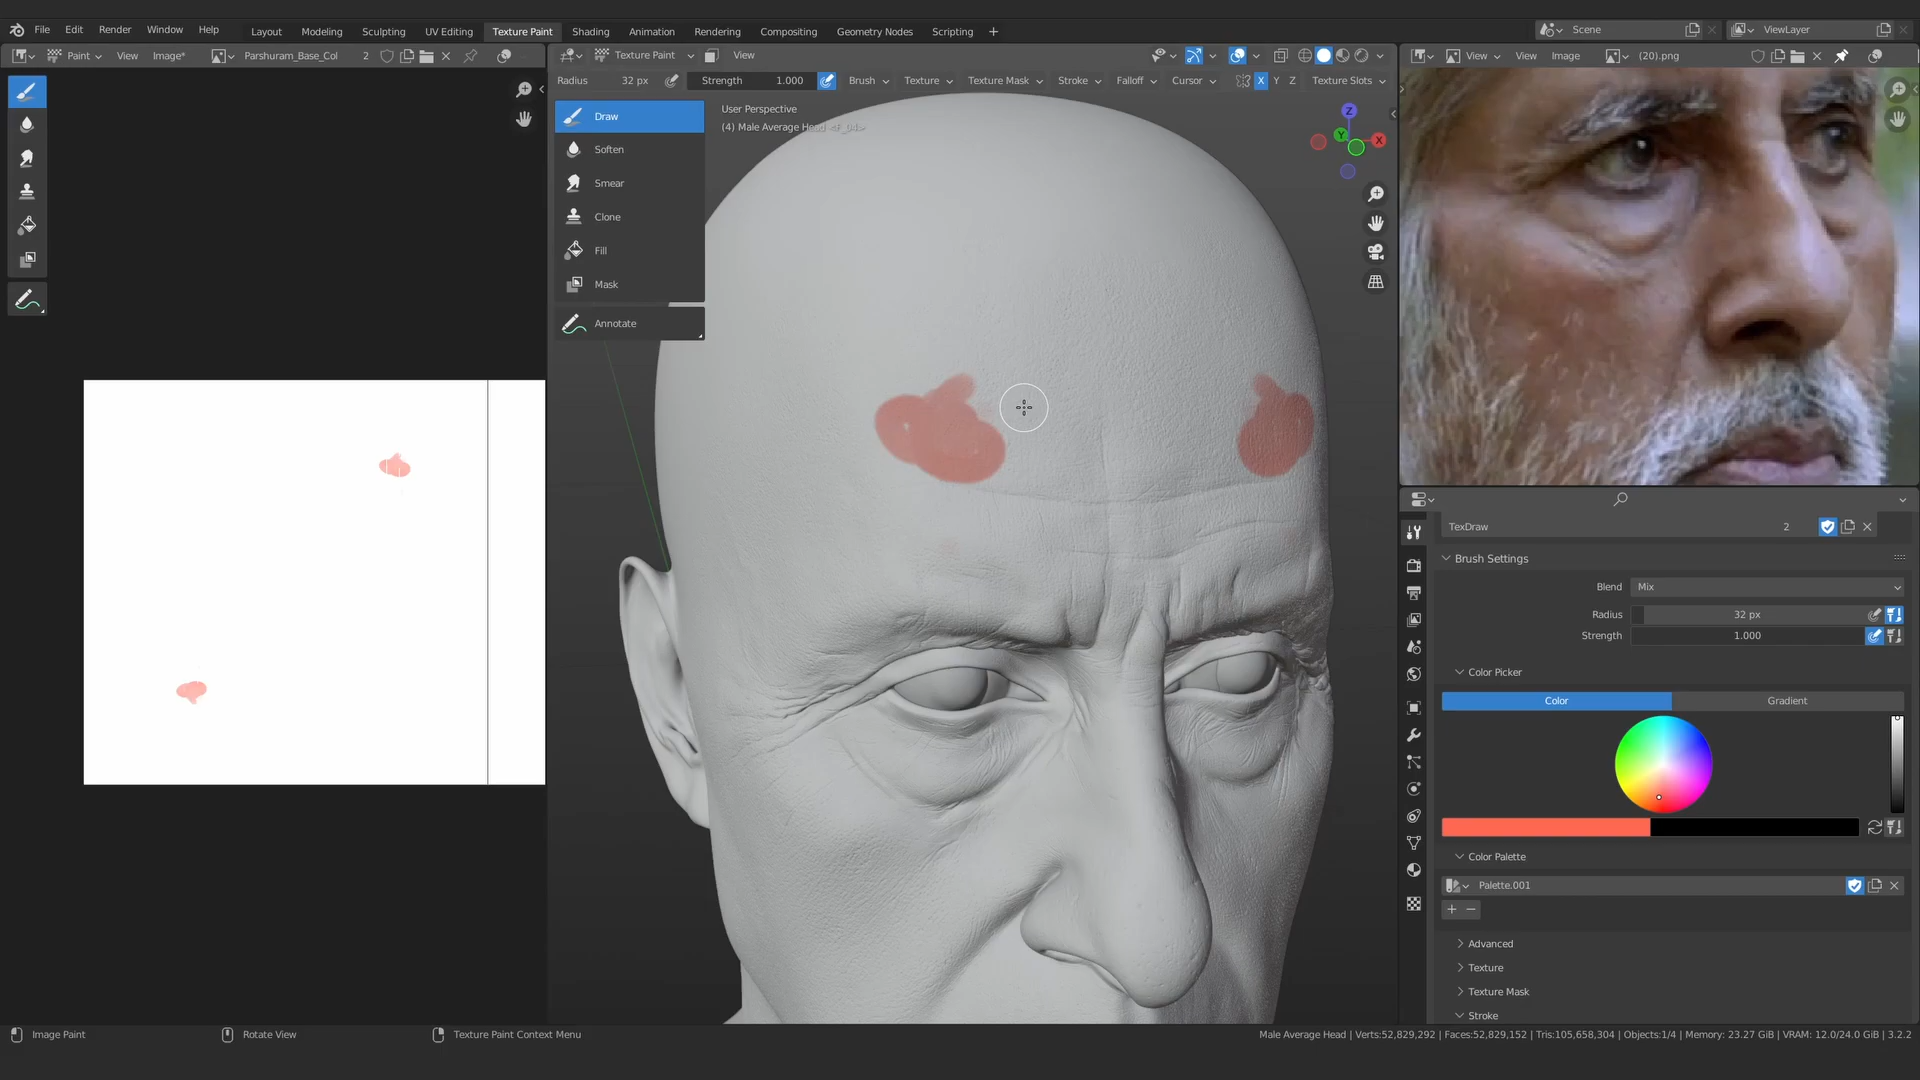 File Edit Render Window Help Layout Modeling Sculpting UV Editing Texture Paint Shading Animation Rendering Compositing Geometry Nodes Scripting + Scene ViewLayer
Paint View Image* Parshuram_Base_Col 2 Texture Paint View View View Image (20).png
Radius 32 px Strength 1.000 Brush Texture Texture Mask Stroke Falloff Cursor X Y Z Texture Slots
Draw
Soften
Smear
Clone
Fill
Mask
Annotate
User Perspective
(4) Male Average Head <F_04>
Z
Y
X
TexDraw 2
Brush Settings
Blend Mix
Radius 32 px
Strength 1.000
Color Picker
Color Gradient
Color Palette
Palette.001
+ −
Advanced
Texture
Texture Mask
Stroke
Image Paint Rotate View Texture Paint Context Menu Male Average Head | Verts:52,829,292 | Faces:52,829,152 | Tris:105,658,304 | Objects:1/4 | Memory: 23.27 GiB | VRAM: 12.0/24.0 GiB | 3.2.2